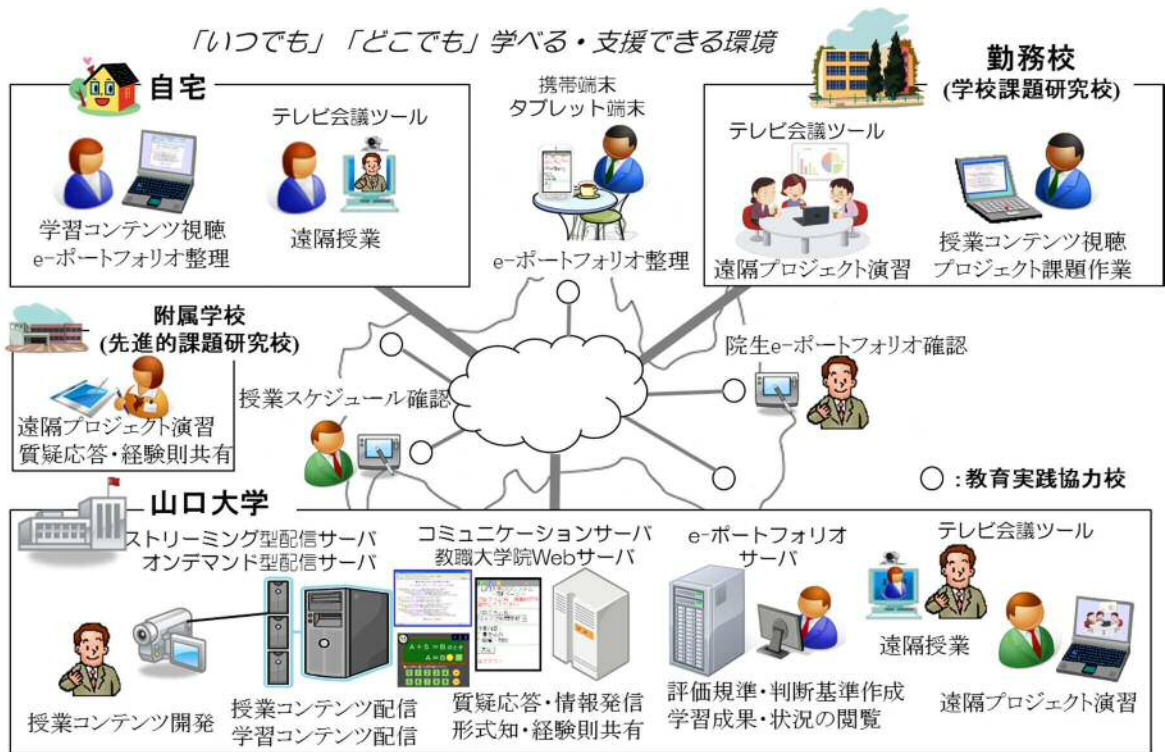 「いつでも」「どこでも」学べる・支援できる環境
自宅
テレビ会議ツール
学習コンテンツ視聴
e-ポートフォリオ整理
遠隔授業
携帯端末
タブレット端末
e-ポートフォリオ整理
勤務校
(学校課題研究校)
テレビ会議ツール
遠隔プロジェクト演習
授業コンテンツ視聴
プロジェクト課題作業
附属学校
(先進的課題研究校)
遠隔プロジェクト演習
質疑応答・経験則共有
授業スケジュール確認
院生e-ポートフォリオ確認
○:教育実践協力校
山口大学
ストリーミング型配信サーバ
オンデマンド型配信サーバ
授業コンテンツ開発
授業コンテンツ配信
学習コンテンツ配信
コミュニケーションサーバ
教職大学院Webサーバ
質疑応答・情報発信
形式知・経験則共有
e-ポートフォリオ
サーバ
評価規準・判断基準作成
学習成果・状況の閲覧
テレビ会議ツール
遠隔授業
遠隔プロジェクト演習